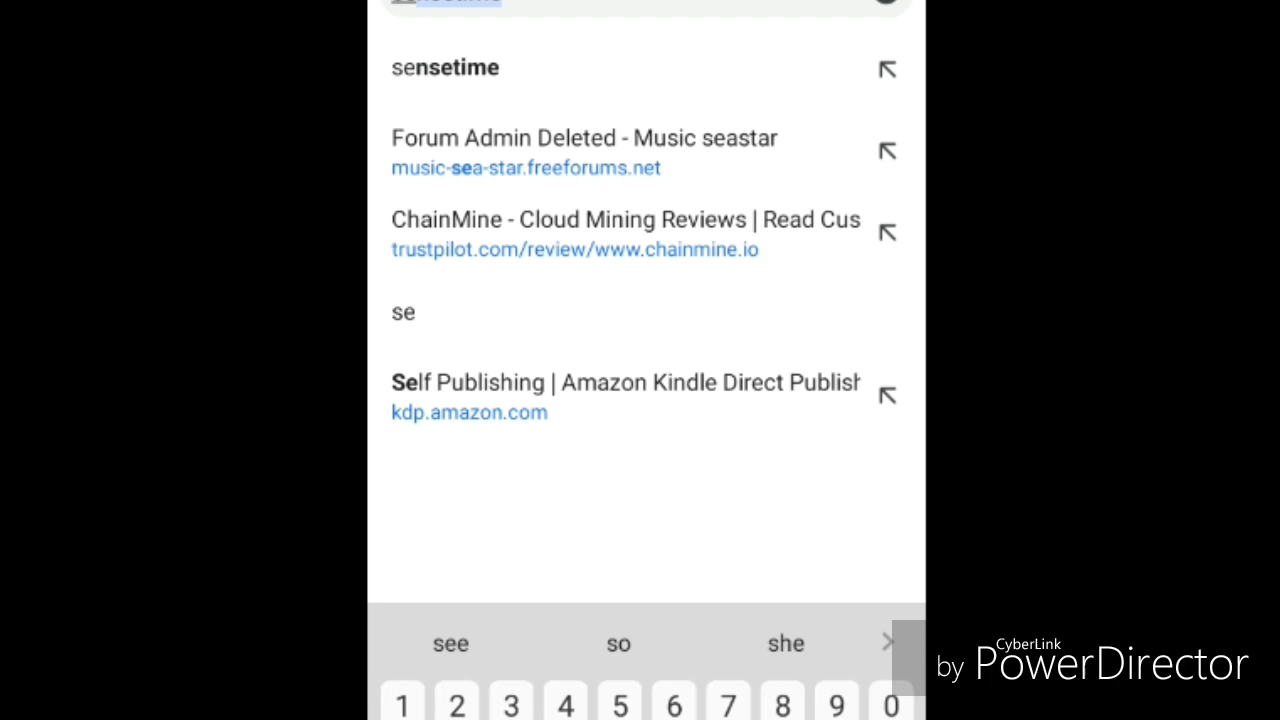 sensetime
Forum Admin Deleted - Music seastar
music-sea-star.freeforums.net
ChainMine - Cloud Mining Reviews | Read Cus
trustpilot.com/review/www.chainmine.io
se
Self Publishing | Amazon Kindle Direct Publish
kdp.amazon.com
see so she
1 2 3 4 5 6 7 8 9 0
CyberLink
by PowerDirector